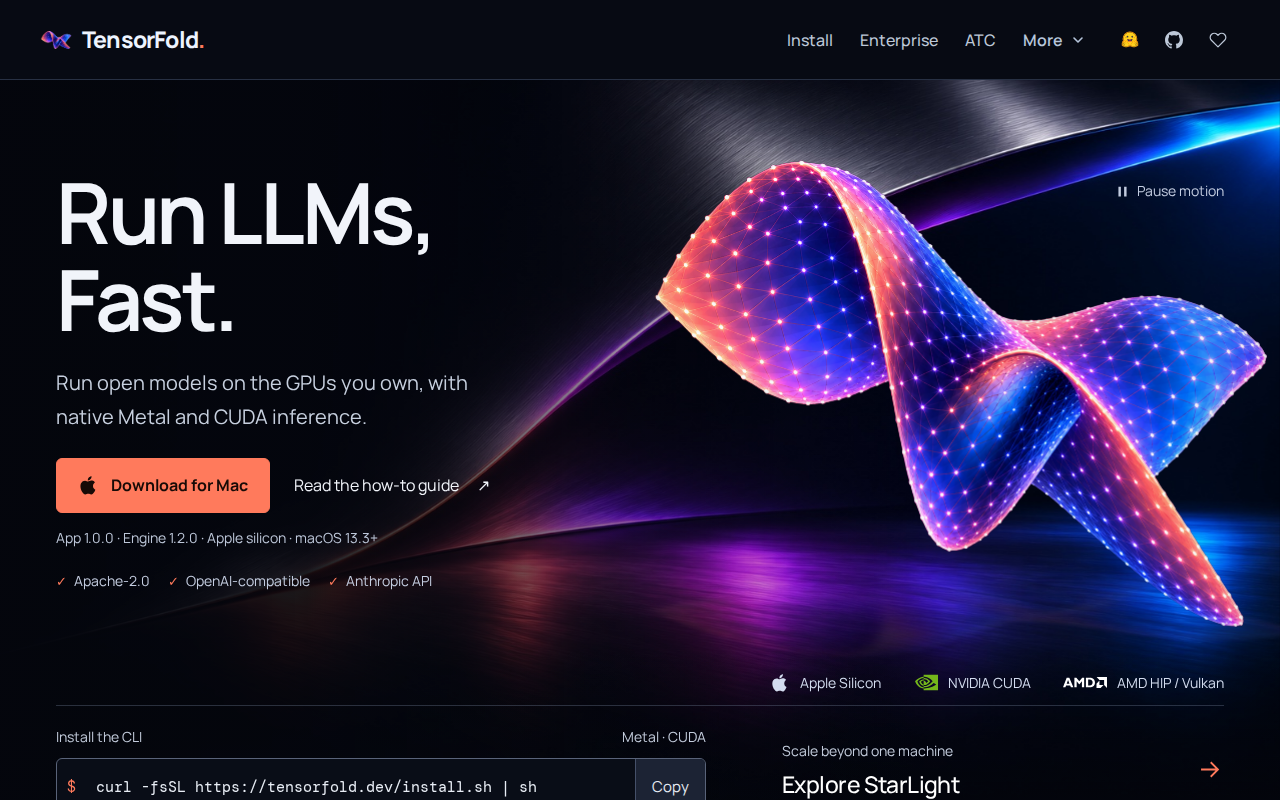 TensorFold.
Install Enterprise ATC More
Pause motion
Run LLMs,
Fast.
Run open models on the GPUs you own, with
native Metal and CUDA inference.
Download for Mac
Read the how-to guide ↗
App 1.0.0 · Engine 1.2.0 · Apple silicon · macOS 13.3+
✓ Apache-2.0 ✓ OpenAI-compatible ✓ Anthropic API
Apple Silicon
NVIDIA CUDA
AMD AMD HIP / Vulkan
Install the CLI
Metal · CUDA
$ curl -fsSL https://tensorfold.dev/install.sh | sh
Copy
Scale beyond one machine
Explore StarLight
→